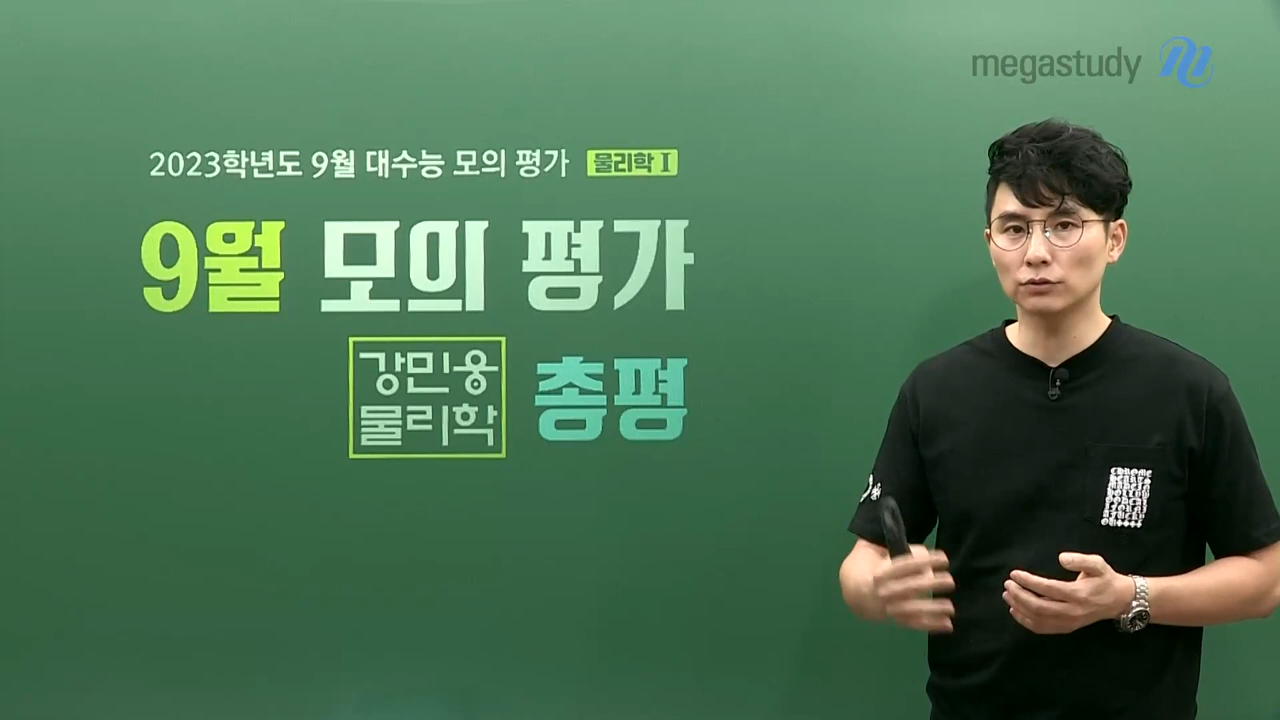 megastudy
2023학년도 9월 대수능 모의 평가 물리학 I
9월 모의 평가
강민웅
물리학
총평